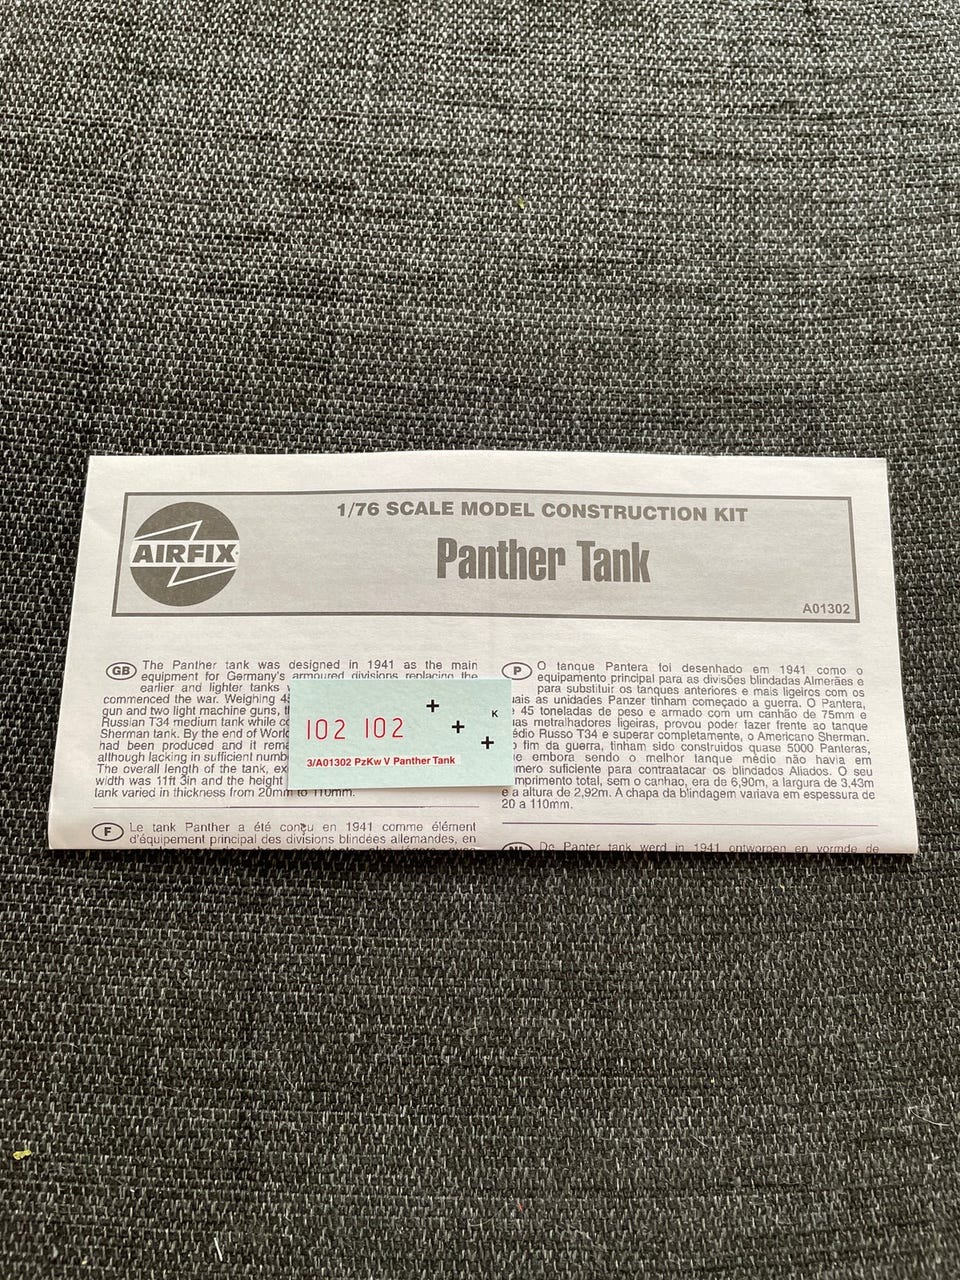 1/76 SCALE MODEL CONSTRUCTION KIT
AIRFIX
Panther Tank
A01302
GB The Panther tank was designed in 1941 as the main
equipment for Germany's armoured divisions replacing the
earlier and lighter tanks
commenced the war. Weighing
gun and two light machine guns,
Russian T34 medium tank while
Sherman tank. By the end of World
had been produced and it
although lacking in sufficient
The overall length of the tank,
width was 11ft 3in and the height
tank varied in thickness from 20mm to 110mm.
F Le tank Panther a été conçu en 1941 comme élément
d'équipement principal des divisions blindées allemandes, en
P O tanque Pantera foi desenhado em 1941 como o
equipamento principal para as divisões blindadas Almerães e
para substituir os tanques anteriores e mais ligeiros com os
as unidades Panzer tinham começado a guerra. O Pantera,
45 toneladas de peso e armado com um canhão de 75mm e
metralhadores ligeiras, provou poder fazer frente ao tanque
Russo T34 e superar completamente, o Americano Sherman.
fim da guerra, tinham sido construidos quase 5000 Panteras,
embora sendo o melhor tanque médio não havia em
suficiente para contraatacar os blindados Aliados. O seu
total, sem o canhao, era de 6,90m, a largura de 3,43m
e a altura de 2,92m. A chapa da blindagem variava em espessura de
20 a 110mm.
NL De Panter tank werd in 1941 ontworpen en vormde de
102 102
K
3/A01302 PzKw V Panther Tank